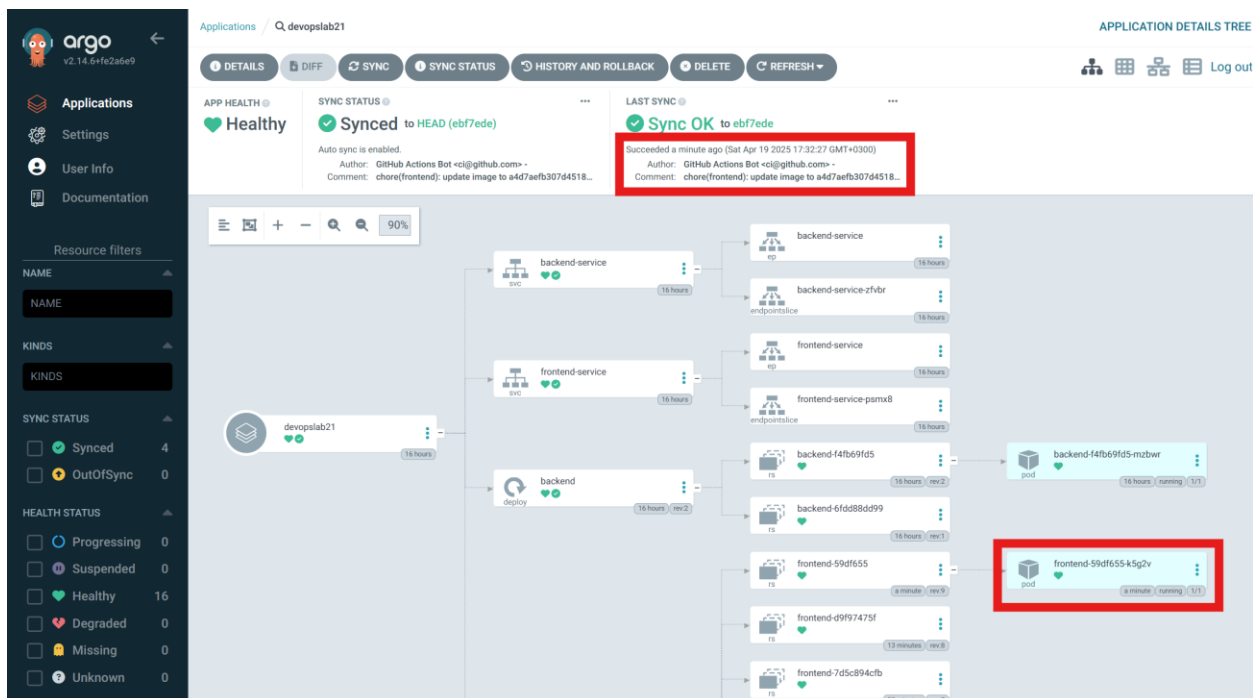 argo
v2.14.6+fe2a6e9
Applications
Settings
User Info
Documentation
Resource filters
NAME
NAME
KINDS
KINDS
SYNC STATUS
Synced 4
OutOfSync 0
HEALTH STATUS
Progressing 0
Suspended 0
Healthy 16
Degraded 0
Missing 0
Unknown 0
Applications / devopslab21
APPLICATION DETAILS TREE
DETAILS DIFF SYNC SYNC STATUS HISTORY AND ROLLBACK DELETE REFRESH
Log out
APP HEALTH
Healthy
SYNC STATUS
Synced to HEAD (ebf7ede)
Auto sync is enabled.
Author: GitHub Actions Bot <ci@github.com> -
Comment: chore(frontend): update image to a4d7aefb307d4518...
LAST SYNC
Sync OK to ebf7ede
Succeeded a minute ago (Sat Apr 19 2025 17:32:27 GMT+0300)
Author: GitHub Actions Bot <ci@github.com> -
Comment: chore(frontend): update image to a4d7aefb307d4518...
90%
devopslab21
16 hours
backend-service
svc
16 hours
frontend-service
svc
16 hours
backend
deploy
16 hours rev:2
backend-service
ep
16 hours
backend-service-zfvbr
endpointslice
16 hours
frontend-service
ep
16 hours
frontend-service-psmx8
endpointslice
16 hours
backend-f4fb69fd5
rs
16 hours rev:2
backend-6fdd88dd99
rs
16 hours rev:1
frontend-59df655
rs
a minute rev:9
frontend-d9f97475f
rs
13 minutes rev:8
frontend-7d5c894cfb
rs
backend-f4fb69fd5-mzbwr
pod
16 hours running 1/1
frontend-59df655-k5g2v
pod
a minute running 1/1